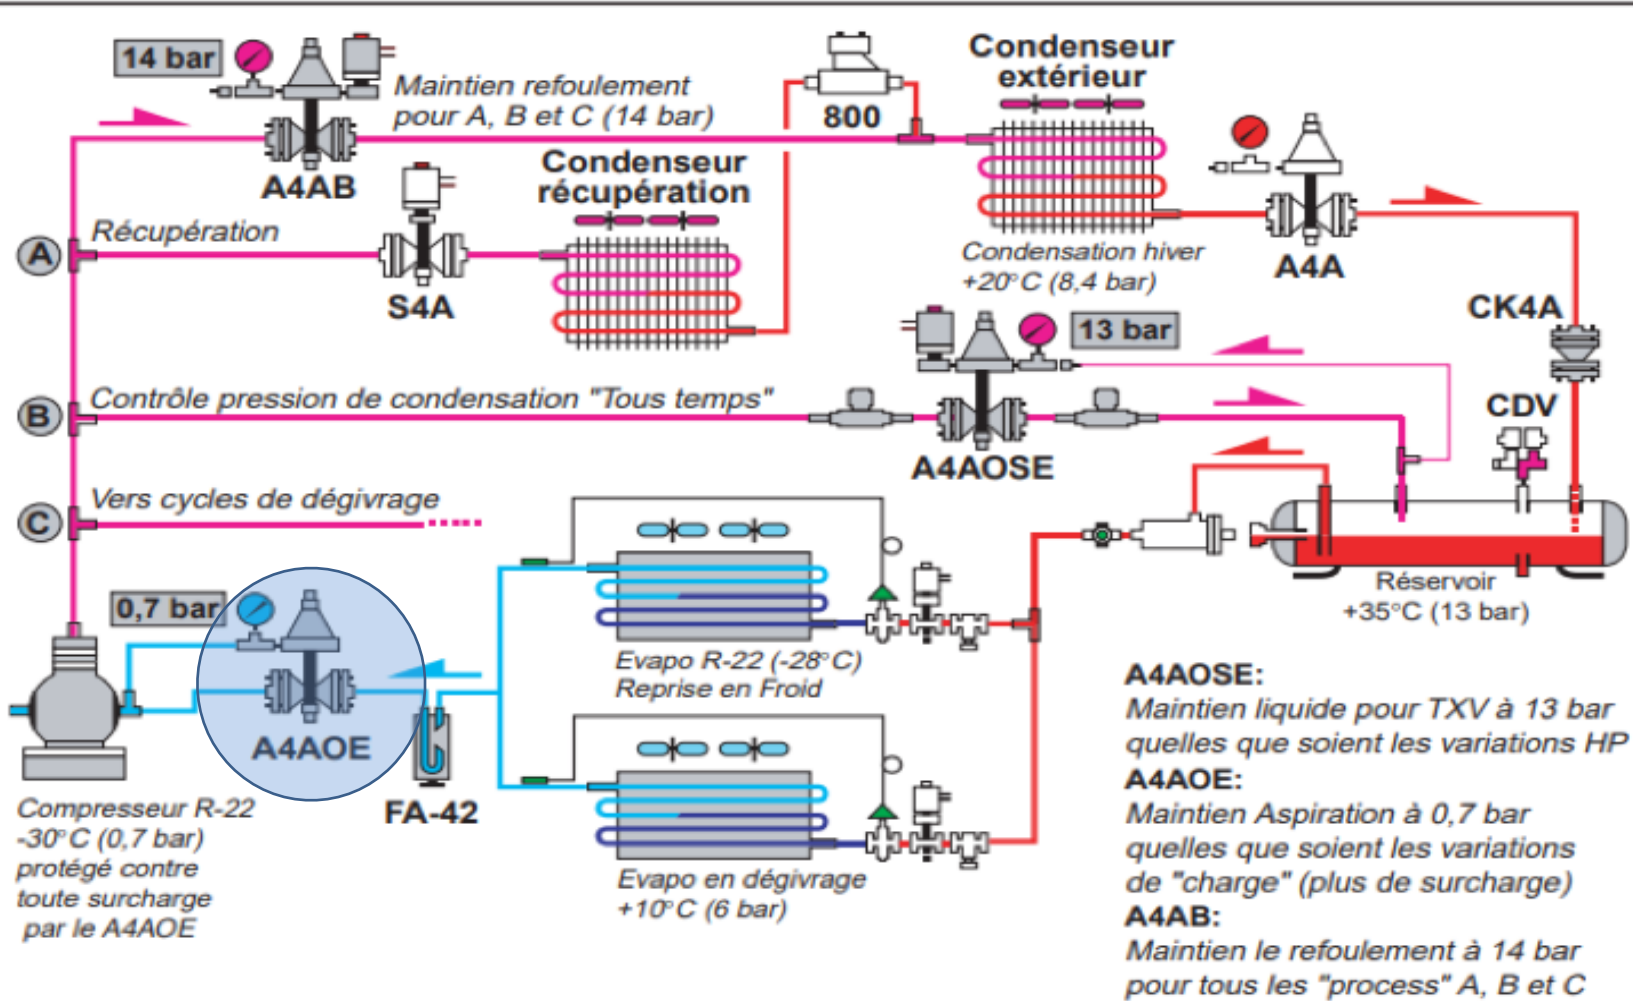 14 bar
Maintien refoulement
pour A, B et C (14 bar)
A4AB
800
Condenseur
extérieur
Condensation hiver
+20°C (8,4 bar)
A4A
A
Récupération
S4A
Condenseur
récupération
CK4A
13 bar
B
Contrôle pression de condensation "Tous temps"
A4AOSE
CDV
C
Vers cycles de dégivrage
Réservoir
+35°C (13 bar)
0,7 bar
A4AOE
FA-42
Compresseur R-22
-30°C (0,7 bar)
protégé contre
toute surcharge
par le A4AOE
Evapo R-22 (-28°C)
Reprise en Froid
Evapo en dégivrage
+10°C (6 bar)
A4AOSE:
Maintien liquide pour TXV à 13 bar
quelles que soient les variations HP
A4AOE:
Maintien Aspiration à 0,7 bar
quelles que soient les variations
de "charge" (plus de surcharge)
A4AB:
Maintien le refoulement à 14 bar
pour tous les "process" A, B et C